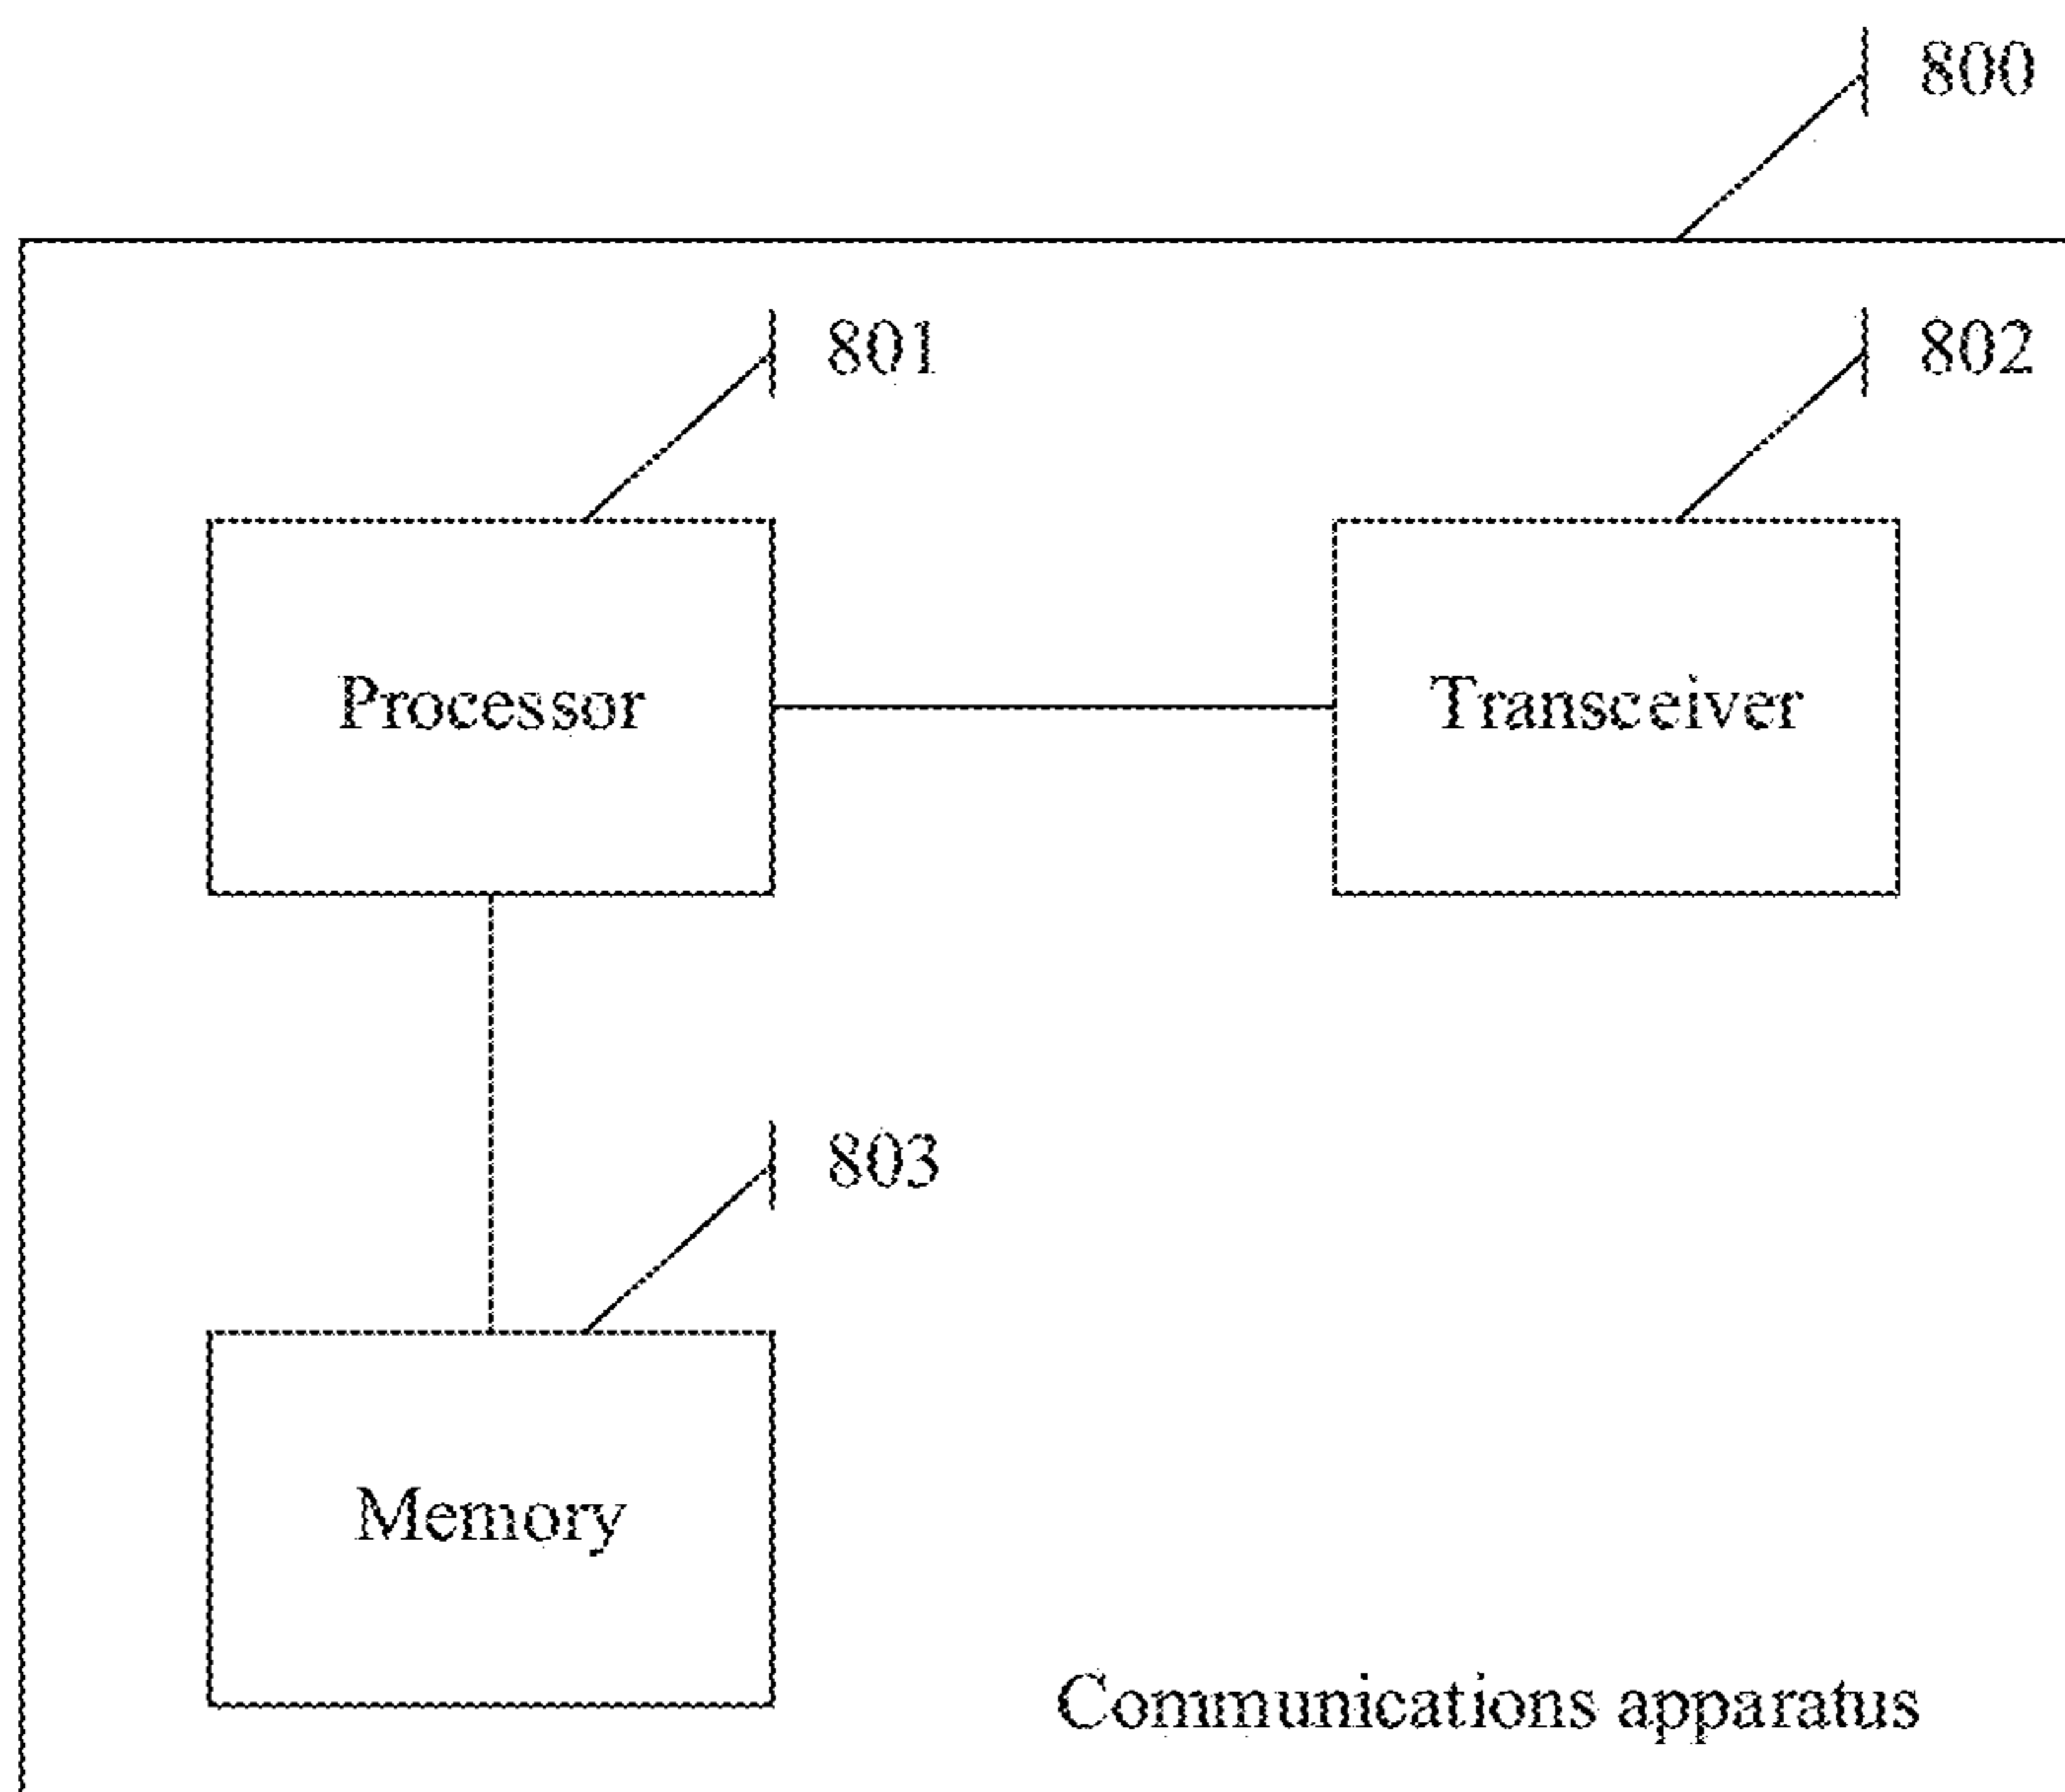 800
801
802
Processor
Transceiver
803
Memory
Communications apparatus